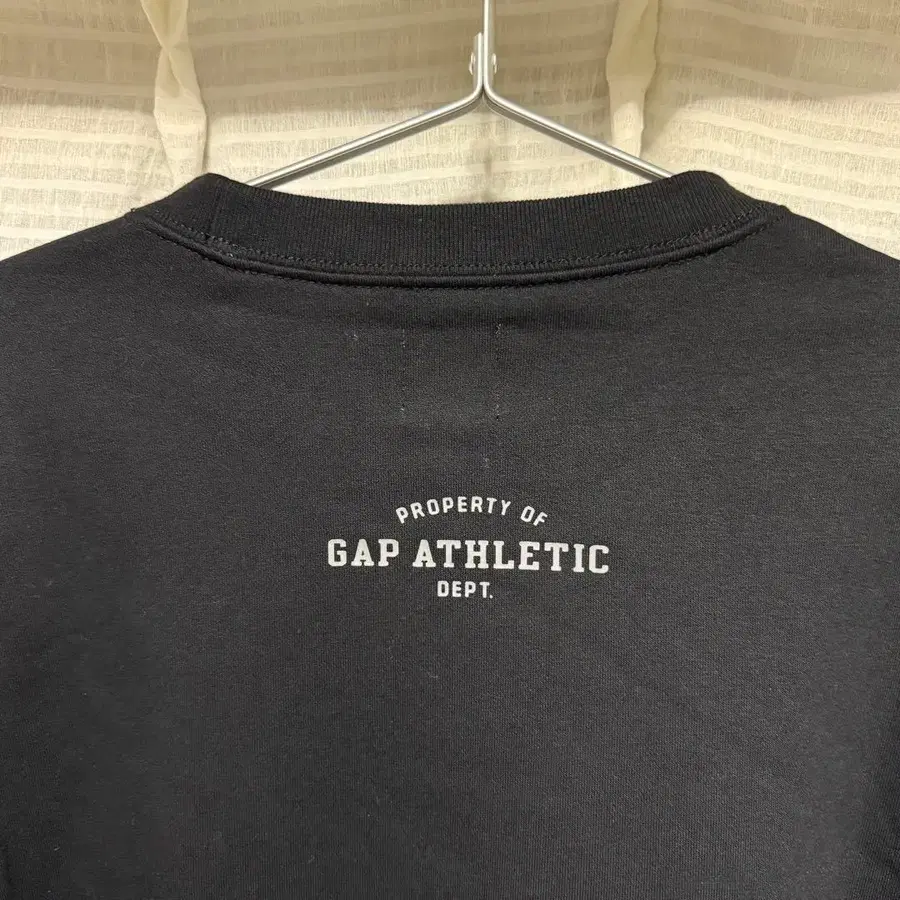 PROPERTY OF
GAP ATHLETIC
DEPT.